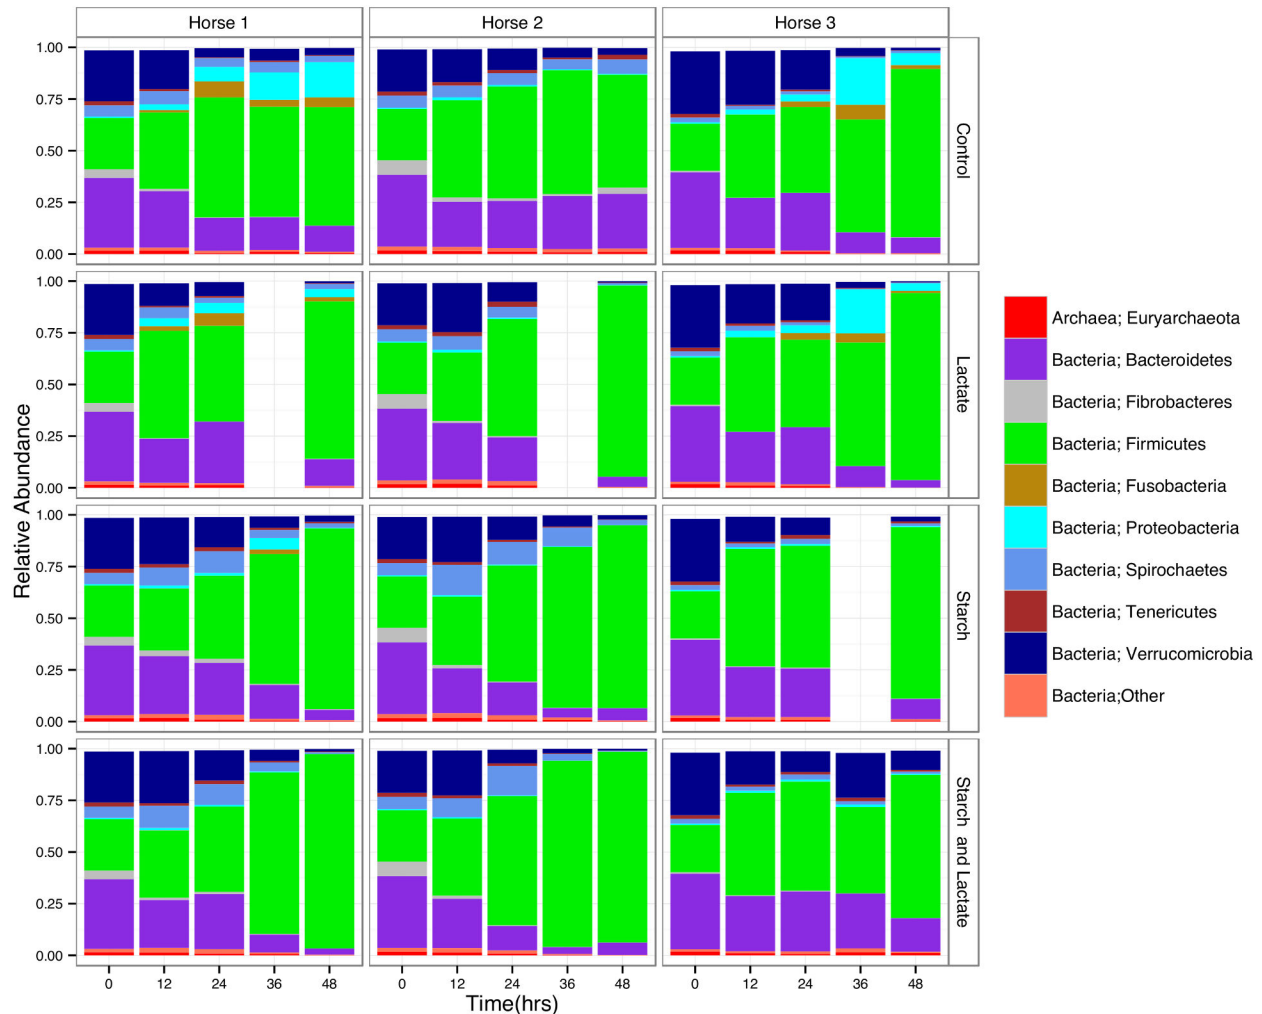 Horse 1 Horse 2 Horse 3
1.00
0.75
0.50
0.25
0.00
Control
1.00
0.75
0.50
0.25
0.00
Lactate
1.00
0.75
0.50
0.25
0.00
Starch
1.00
0.75
0.50
0.25
0.00
Starch and Lactate
Relative Abundance
0 12 24 36 48 0 12 24 36 48 0 12 24 36 48
Time(hrs)
Archaea; Euryarchaeota
Bacteria; Bacteroidetes
Bacteria; Fibrobacteres
Bacteria; Firmicutes
Bacteria; Fusobacteria
Bacteria; Proteobacteria
Bacteria; Spirochaetes
Bacteria; Tenericutes
Bacteria; Verrucomicrobia
Bacteria;Other